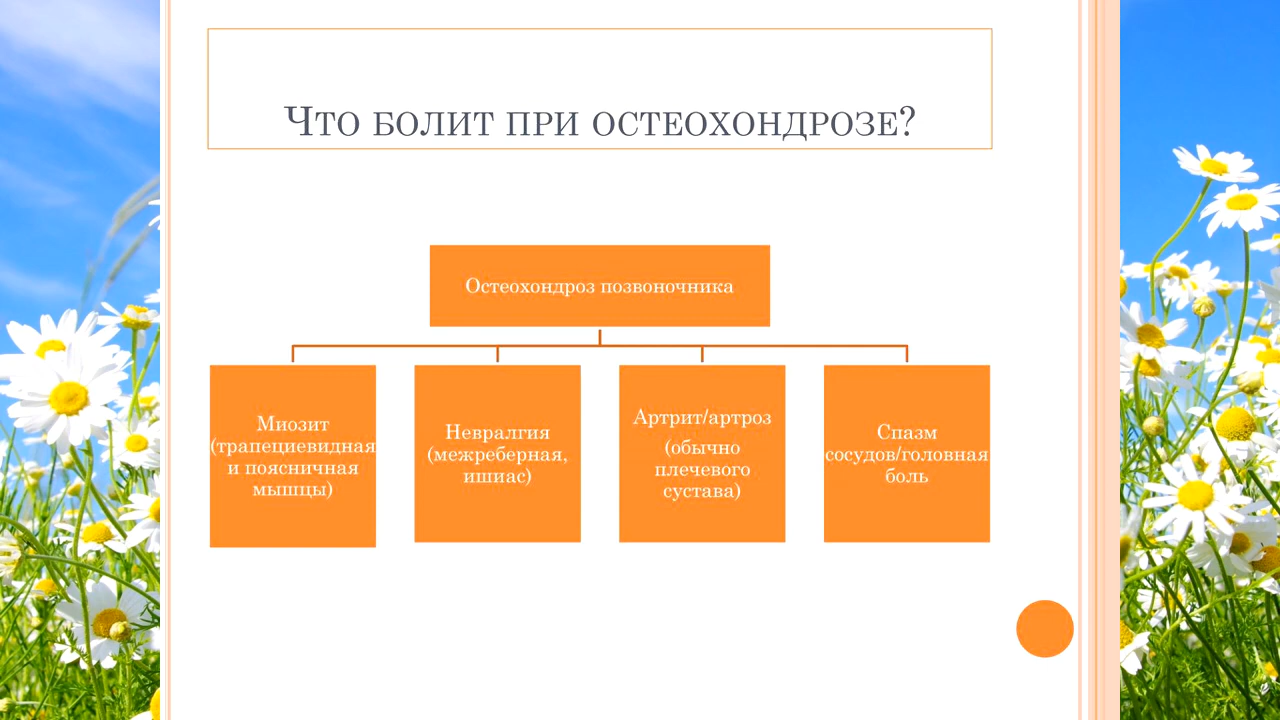 Что болит при остеохондрозе?
Остеохондроз позвоночника
Миозит
(трапециевидная
и поясничная
мышцы)
Невралгия
(межреберная,
ишиас)
Артрит/артроз
(обычно
плечевого
сустава)
Спазм
сосудов/головная
боль